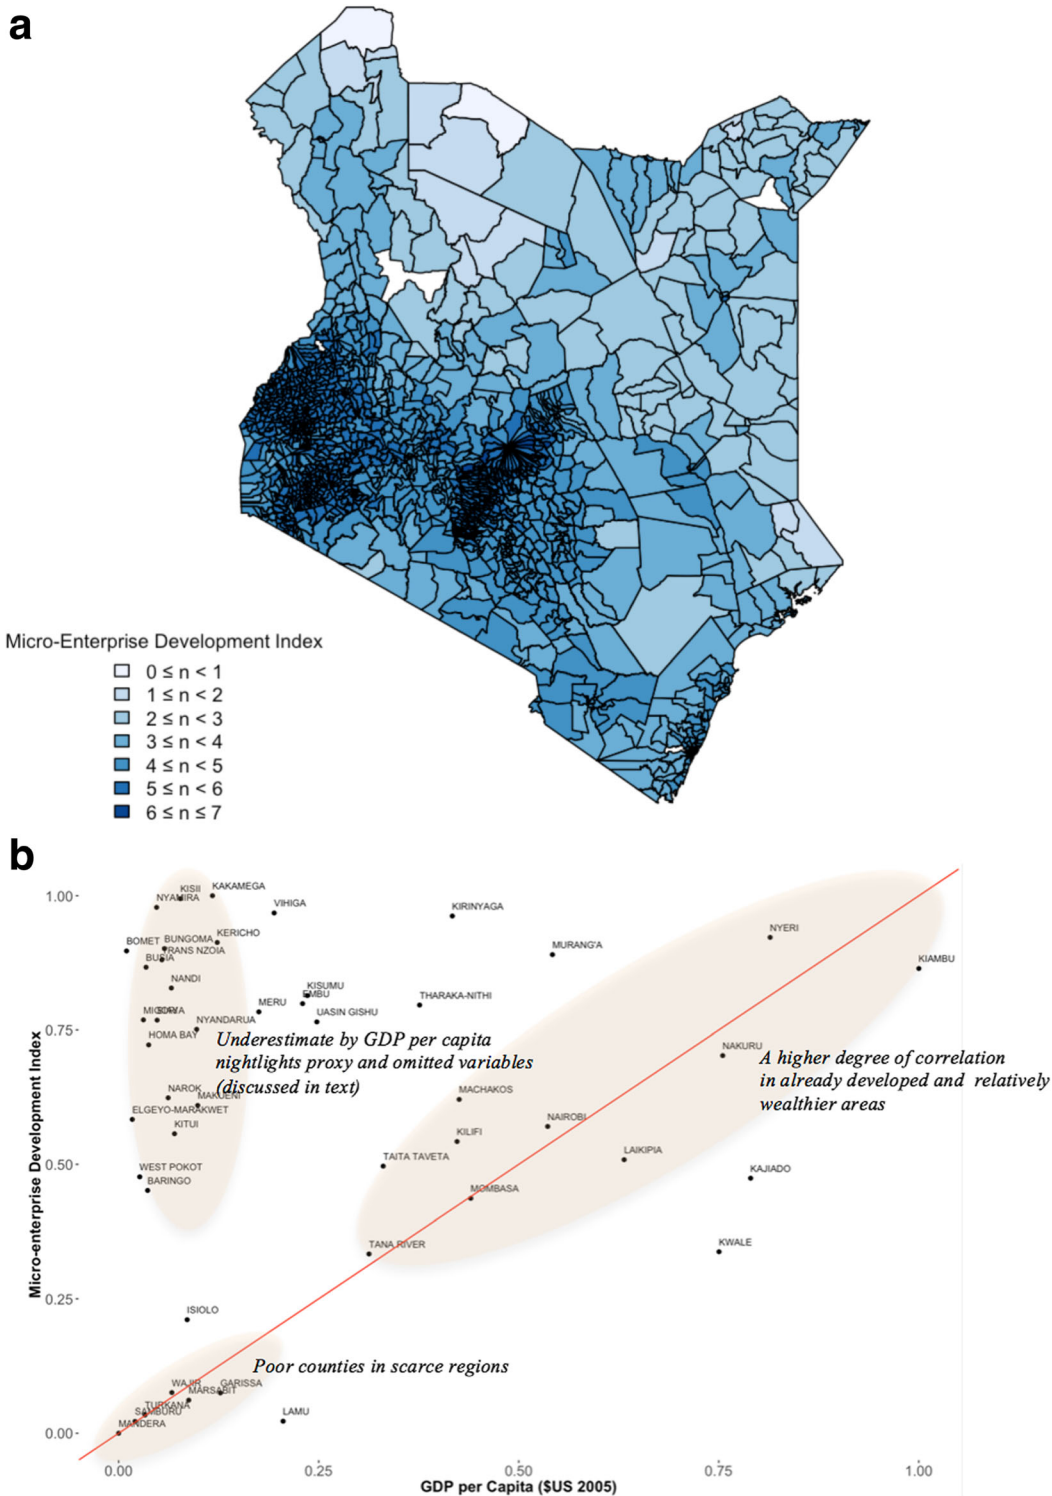 a
Micro-Enterprise Development Index
0 ≤ n < 1
1 ≤ n < 2
2 ≤ n < 3
3 ≤ n < 4
4 ≤ n < 5
5 ≤ n < 6
6 ≤ n ≤ 7
b
Micro-enterprise Development Index
1.00
0.75
0.50
0.25
0.00
KISII
KAKAMEGA
NYAMIRA
VIHIGA
KIRINYAGA
NYERI
KERICHO
BUNGOMA
BOMET
TRANS NZOIA
MURANG'A
BUSIA
KIAMBU
NANDI
KISUMU
EMBU
THARAKA-NITHI
MERU
UASIN GISHU
MIGORI
SIAYA
NYANDARUA
HOMA BAY
Underestimate by GDP per capita
nightlights proxy and omitted variables
(discussed in text)
NAKURU
A higher degree of correlation
in already developed and relatively
wealthier areas
NAROK
MAKUENI
MACHAKOS
ELGEYO-MARAKWET
NAIROBI
KITUI
KILIFI
LAIKIPIA
TAITA TAVETA
WEST POKOT
BARINGO
KAJIADO
MOMBASA
TANA RIVER
KWALE
ISIOLO
Poor counties in scarce regions
WAJIR
GARISSA
MARSABIT
TURKANA
SAMBURU
LAMU
MANDERA
0.00
0.25
0.50
0.75
1.00
GDP per Capita ($US 2005)